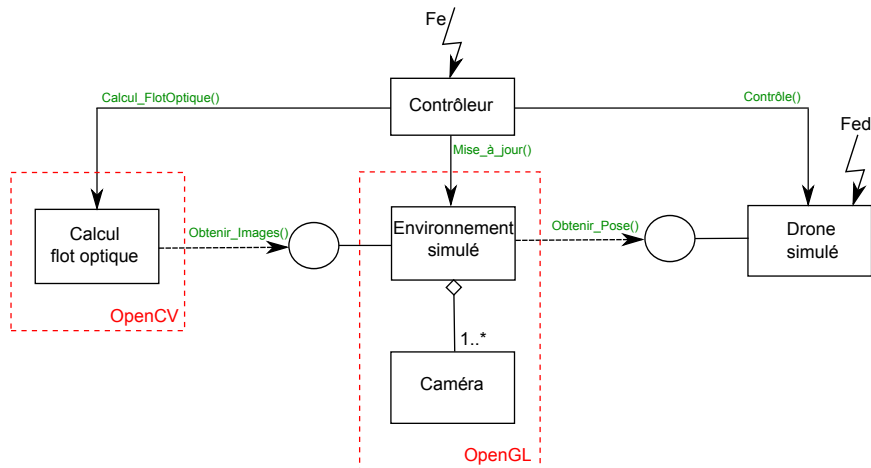 Fe
Contrôleur
Calcul_FlotOptique()
Contrôle()
Fed
Mise_à_jour()
Calcul
flot optique
Obtenir_Images()
Environnement
simulé
Obtenir_Pose()
Drone
simulé
OpenCV
1..*
Caméra
OpenGL